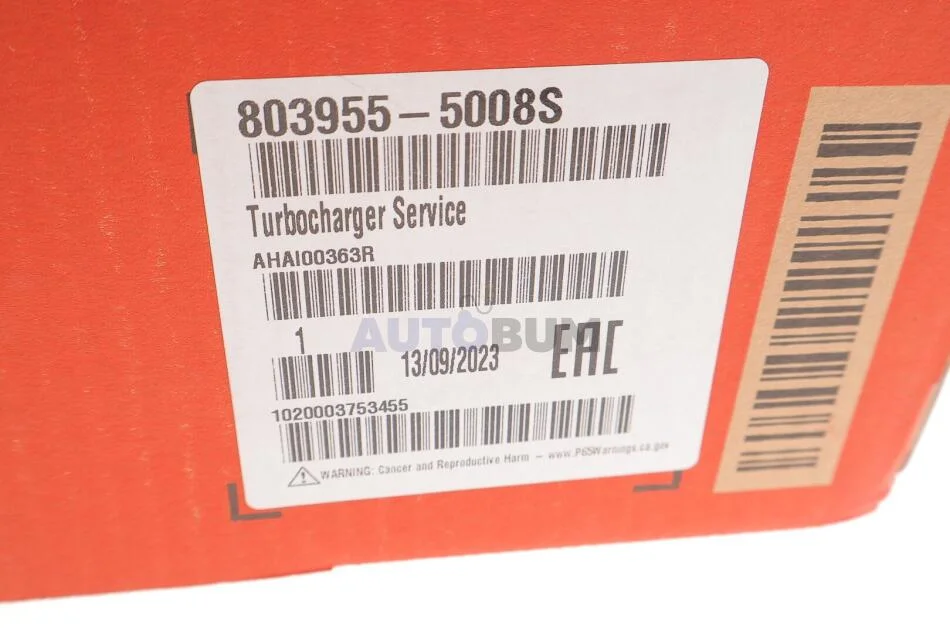 803955-5008S
Turbocharger Service
AHAI00363R
1
13/09/2023
EAC
AUTOBUM
1020003753455
WARNING: Cancer and Reproductive Harm – www.P65Warnings.ca.gov